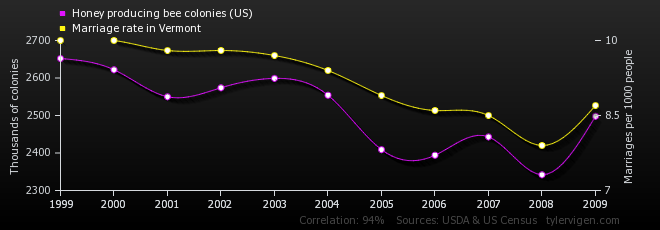 Honey producing bee colonies (US)
Marriage rate in Vermont
2700
2600
2500
2400
2300
Thousands of colonies
10
8.5
7
Marriages per 1000 people
1999 2000 2001 2002 2003 2004 2005 2006 2007 2008 2009
Correlation: 94% Sources: USDA & US Census tylervigen.com